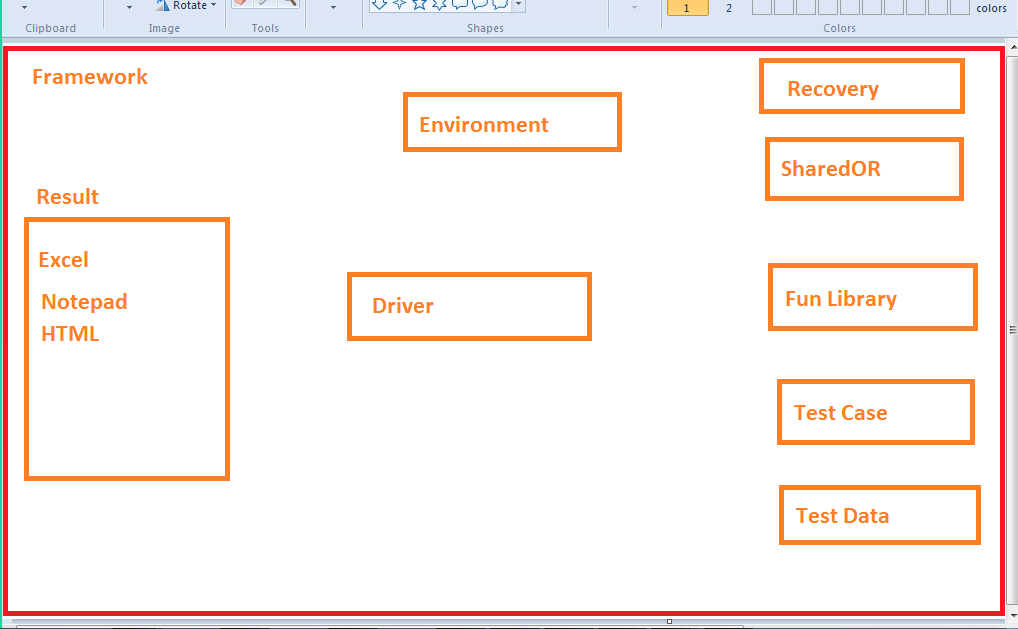 Rotate
1
2
colors
Clipboard
Image
Tools
Shapes
Colors
Framework
Environment
Recovery
SharedOR
Result
Excel
Notepad
HTML
Driver
Fun Library
Test Case
Test Data